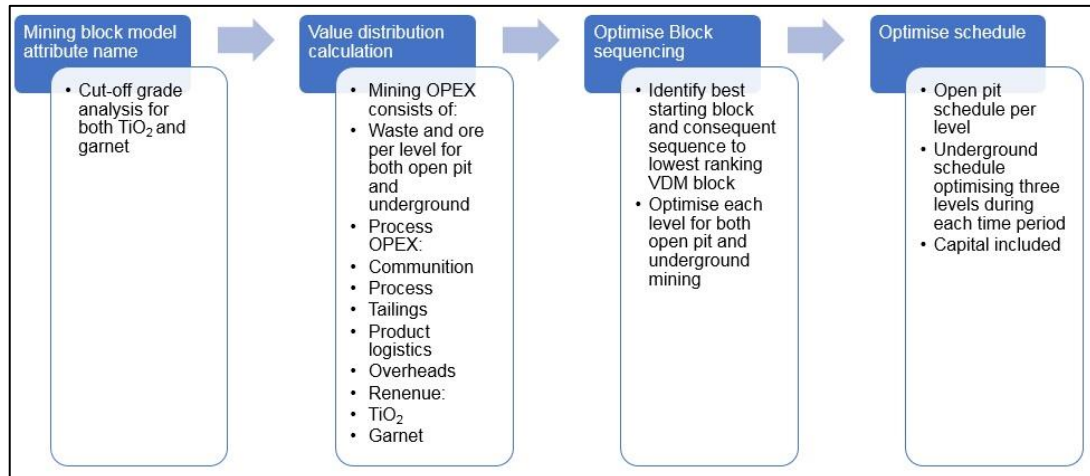 Mining block model
attribute name
• Cut-off grade
analysis for
both TiO₂ and
garnet
Value distribution
calculation
• Mining OPEX
consists of:
• Waste and ore
per level for
both open pit
and
underground
• Process
OPEX:
• Communition
• Process
• Tailings
• Product
logistics
• Overheads
• Renenue:
• TiO₂
• Garnet
Optimise Block
sequencing
• Identify best
starting block
and consequent
sequence to
lowest ranking
VDM block
• Optimise each
level for both
open pit and
underground
mining
Optimise schedule
• Open pit
schedule per
level
• Underground
schedule
optimising three
levels during
each time period
• Capital included